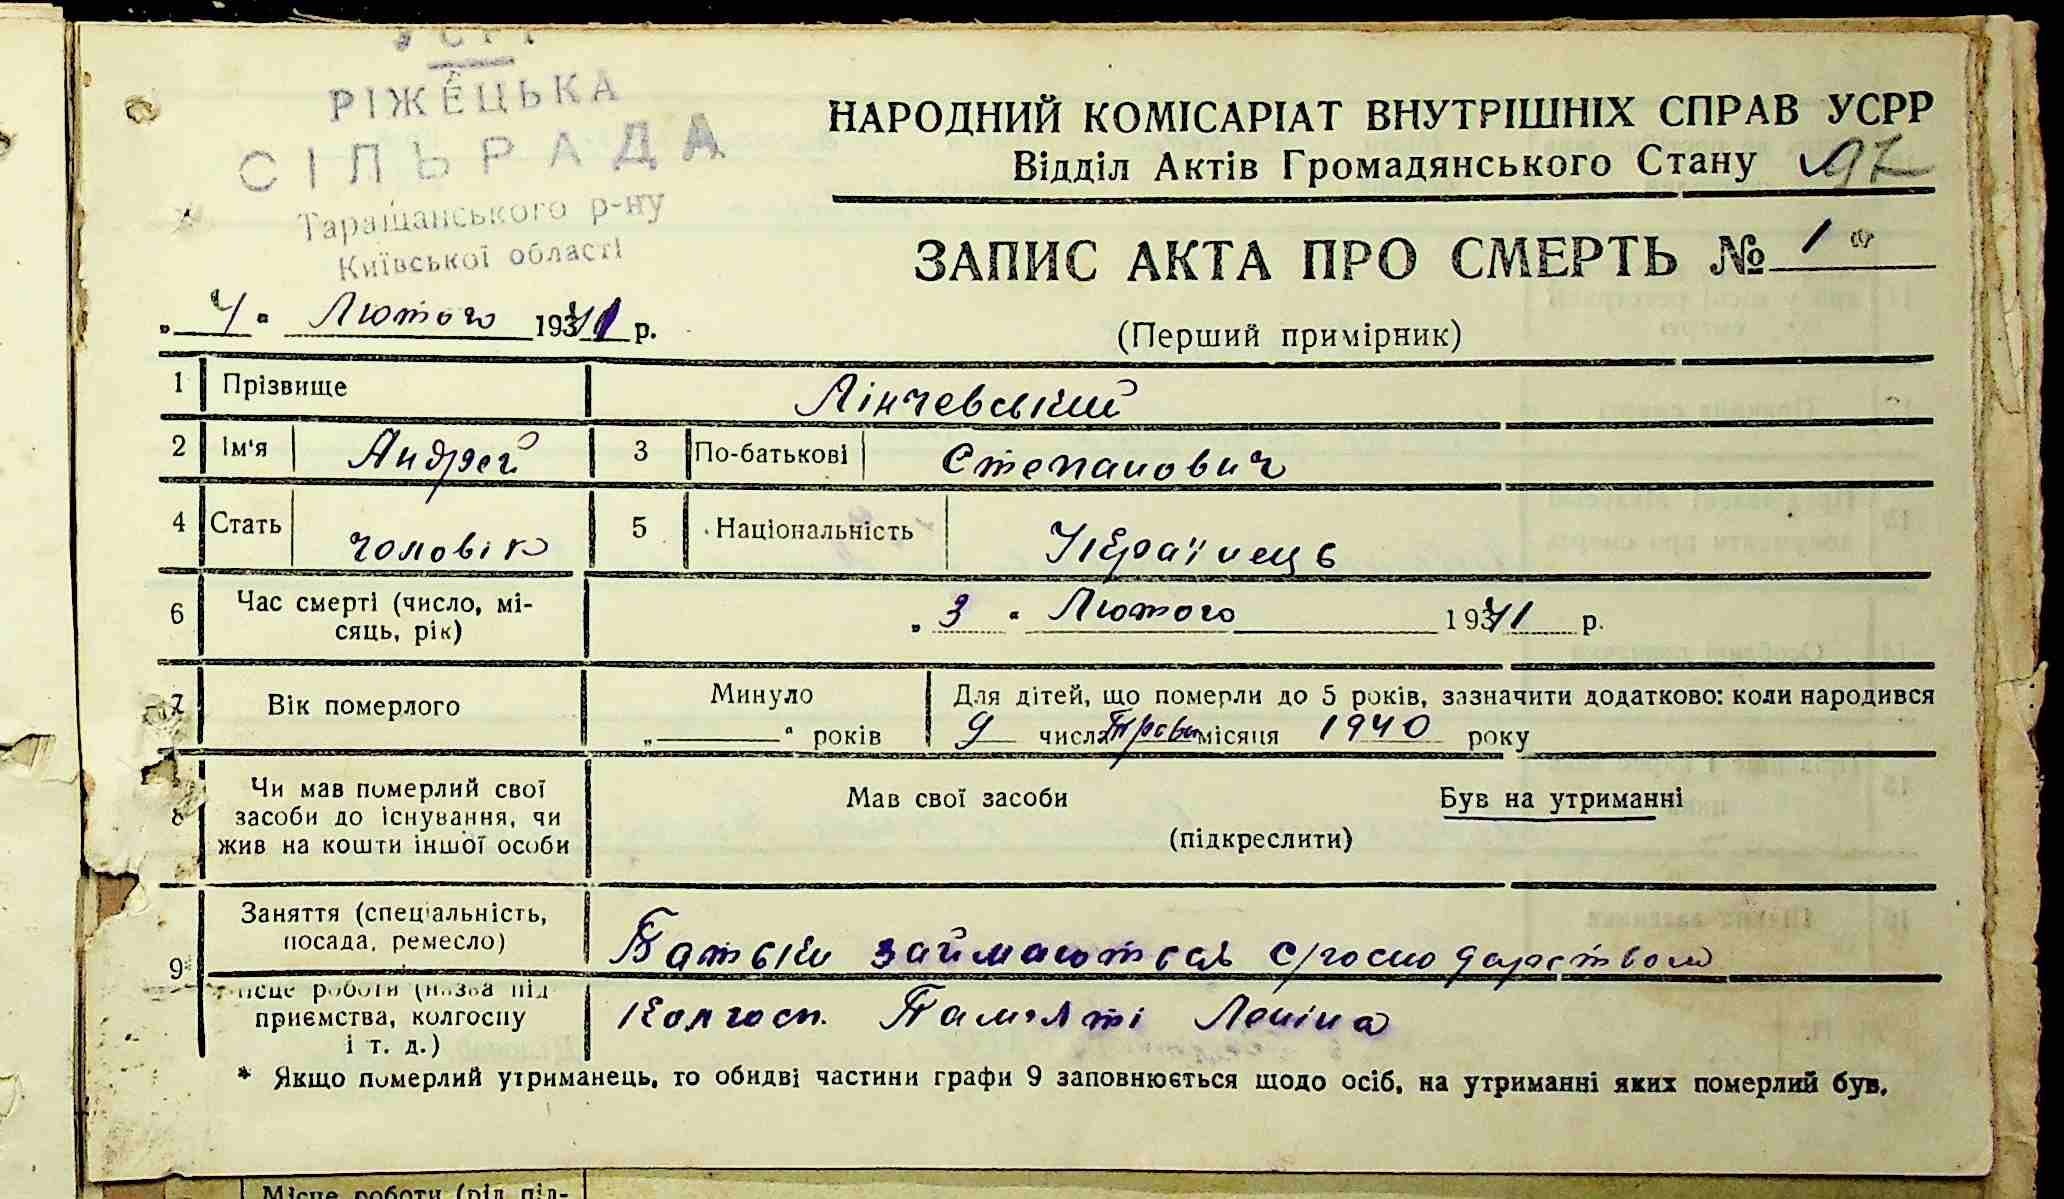 УСРР
РІЖЕЦЬКА
СІЛЬРАДА
Таращанського р-ну
Київської області
„ 4 “ Лютого 1941 р.
НАРОДНИЙ КОМІСАРІАТ ВНУТРІШНІХ СПРАВ УСРР
Відділ Актів Громадянського Стану
ЗАПИС АКТА ПРО СМЕРТЬ № 1
(Перший примірник)
1 Прізвище Лінчевський
2 Ім'я Андрей 3 По-батькові Степанович
4 Стать чоловік 5 Національність Українець
6 Час смерті (число, мі-
сяць, рік) „ 3 “ Лютого 1941 р.
7 Вік померлого Минуло „ “ років
Для дітей, що померли до 5 років, зазначити додатково: коли народився
9 числа Трав. місяця 1940 року
8 Чи мав померлий свої
засоби до існування, чи
жив на кошти іншої особи
Мав свої засоби Був на утриманні
(підкреслити)
9* Заняття (спеціальність,
посада, ремесло) Батьки займаються с/господарством
Місце роботи (назва під
приємства, колгоспу
і т. д.) Колгосп. Пам'яті Леніна
* Якщо померлий утриманець, то обидві частини графи 9 заповнюється щодо осіб, на утриманні яких померлий був.
Місце роботи (від під-